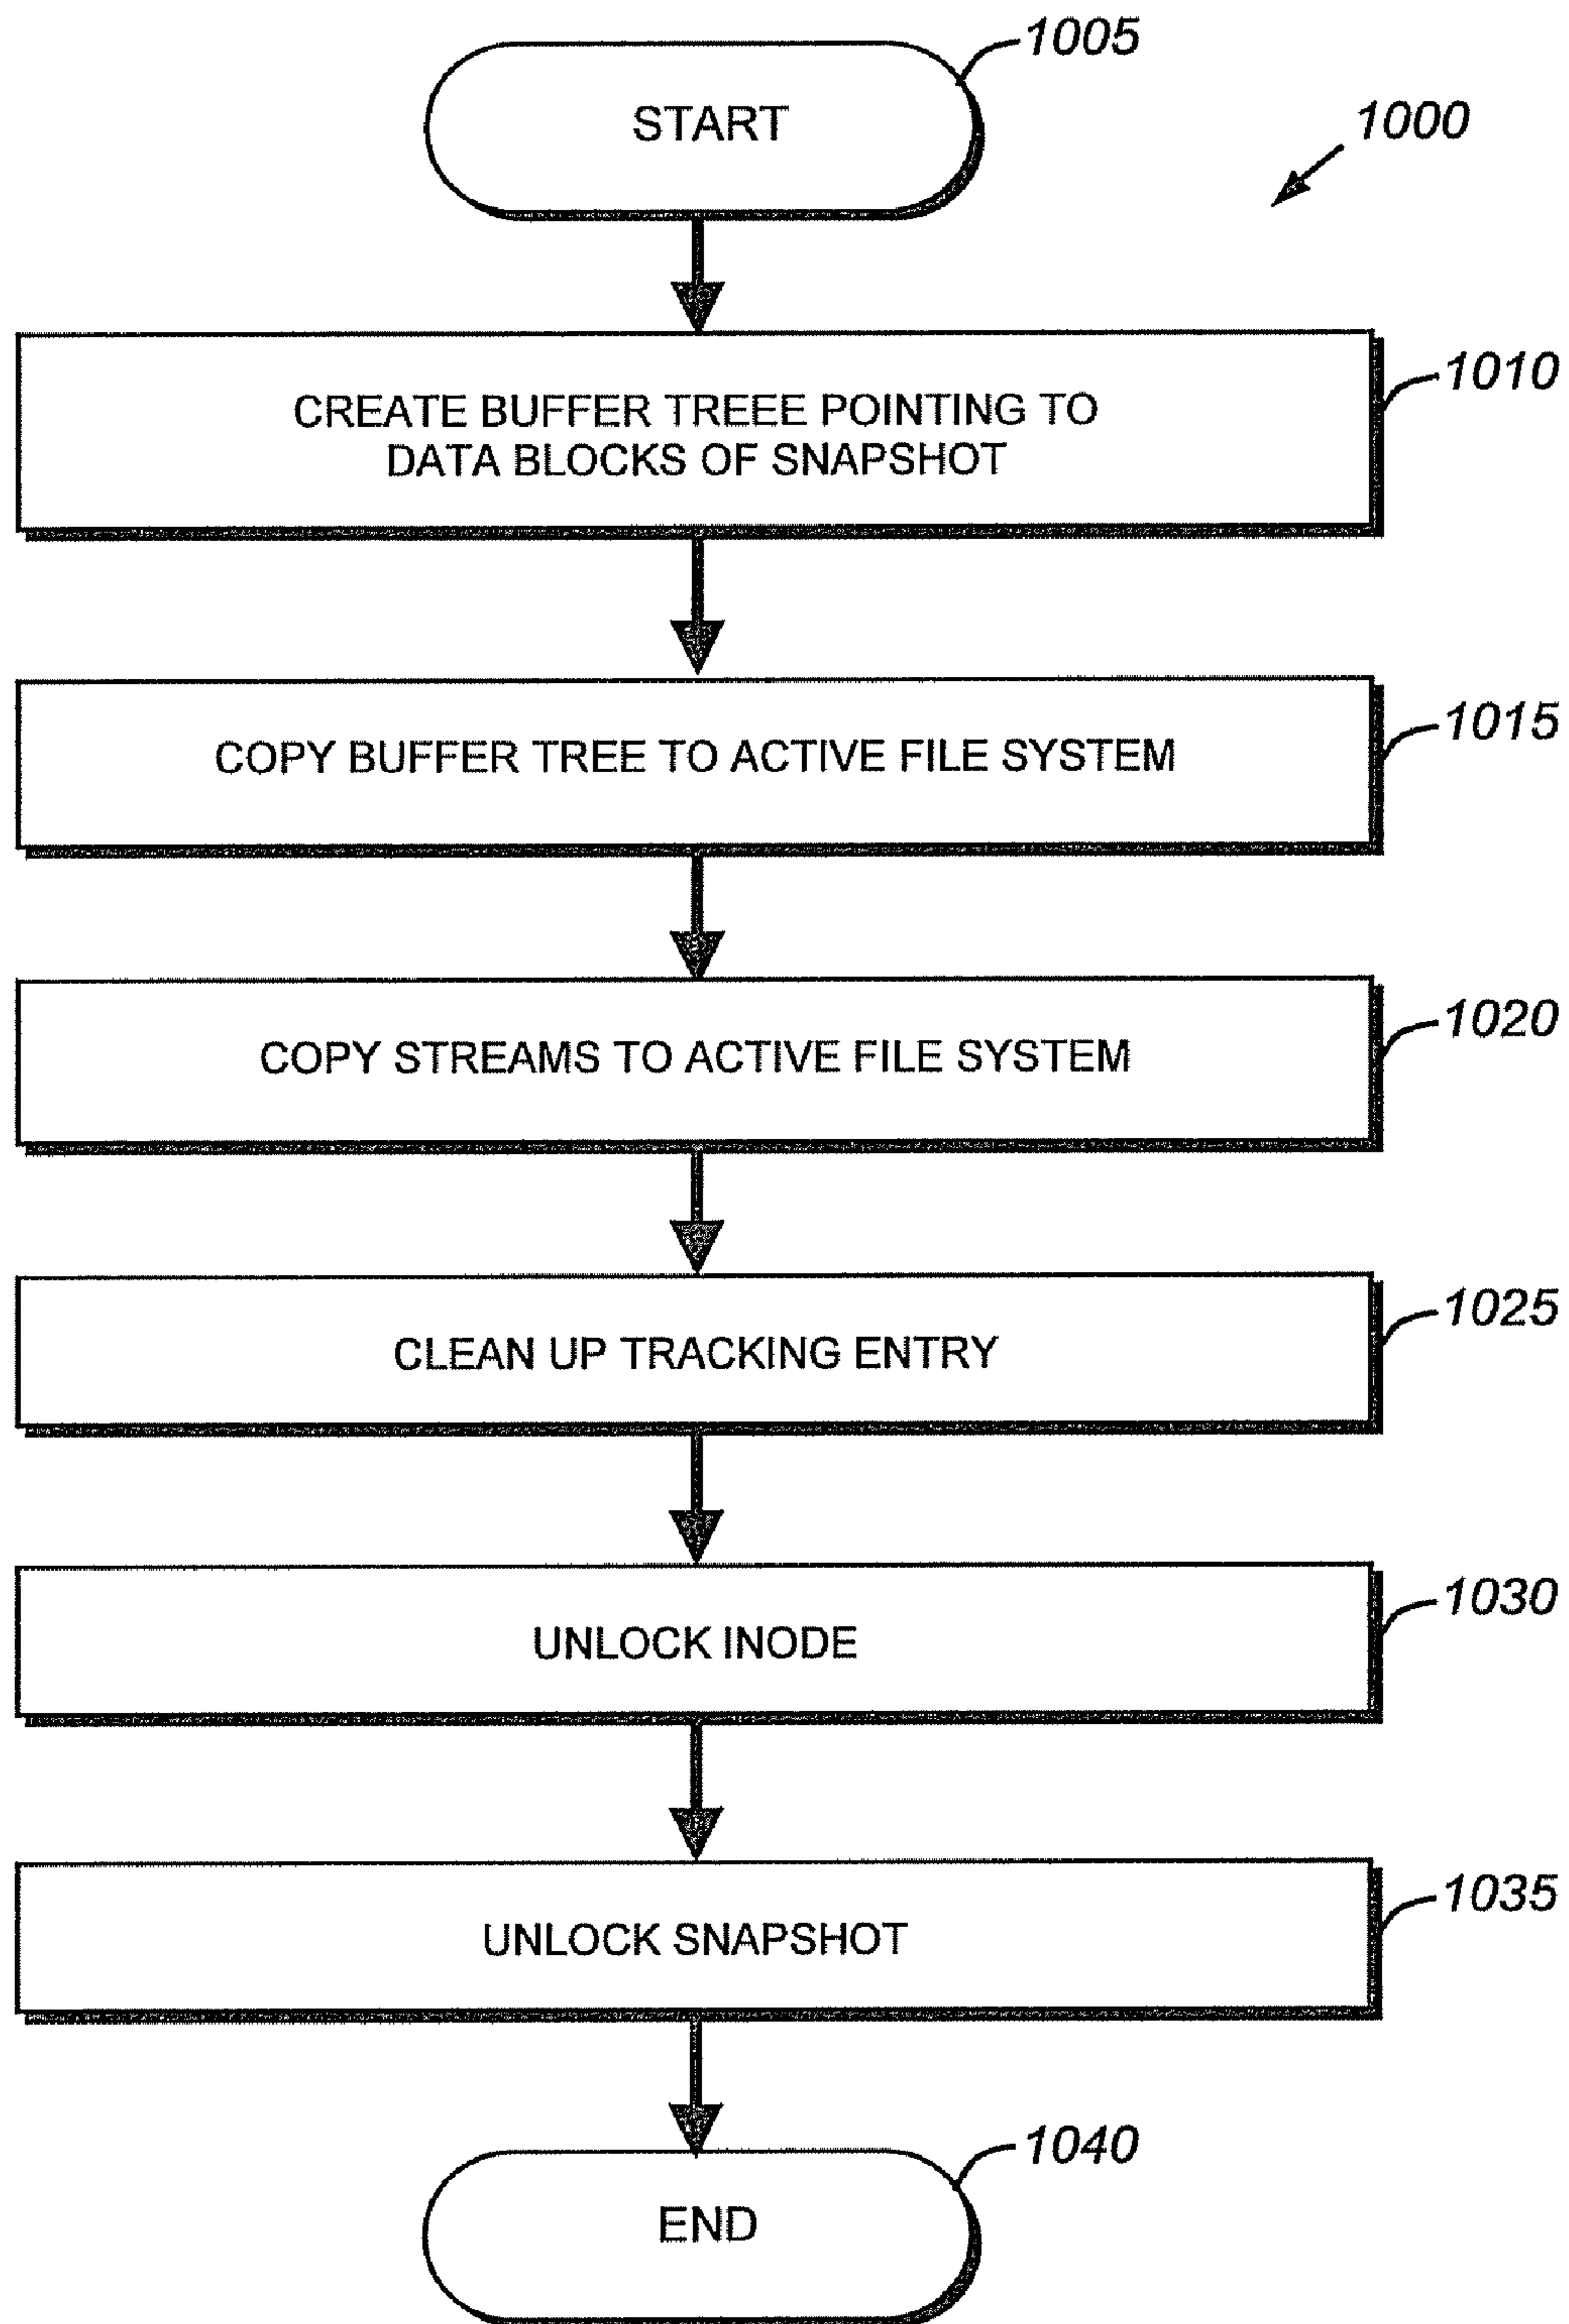 1005
START
1000
1010
CREATE BUFFER TREEE POINTING TO
DATA BLOCKS OF SNAPSHOT
1015
COPY BUFFER TREE TO ACTIVE FILE SYSTEM
1020
COPY STREAMS TO ACTIVE FILE SYSTEM
1025
CLEAN UP TRACKING ENTRY
1030
UNLOCK INODE
1035
UNLOCK SNAPSHOT
1040
END